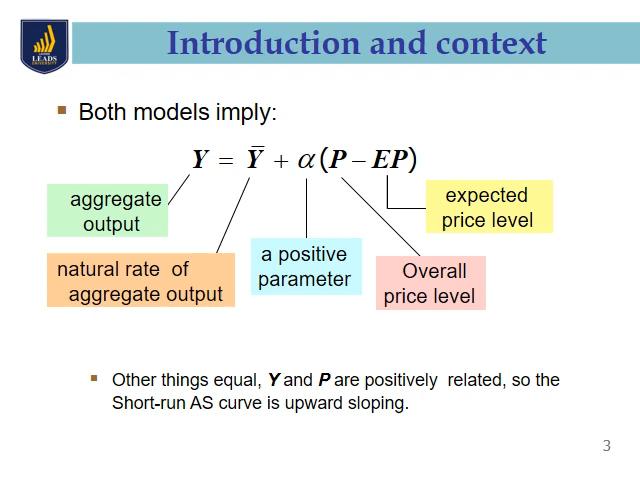 Introduction and context
LEADS
UNIVERSITY
Both models imply:
Y = Ȳ + α(P − EP)
aggregate
output
expected
price level
natural rate of
aggregate output
a positive
parameter
Overall
price level
Other things equal, Y and P are positively related, so the
Short-run AS curve is upward sloping.
3